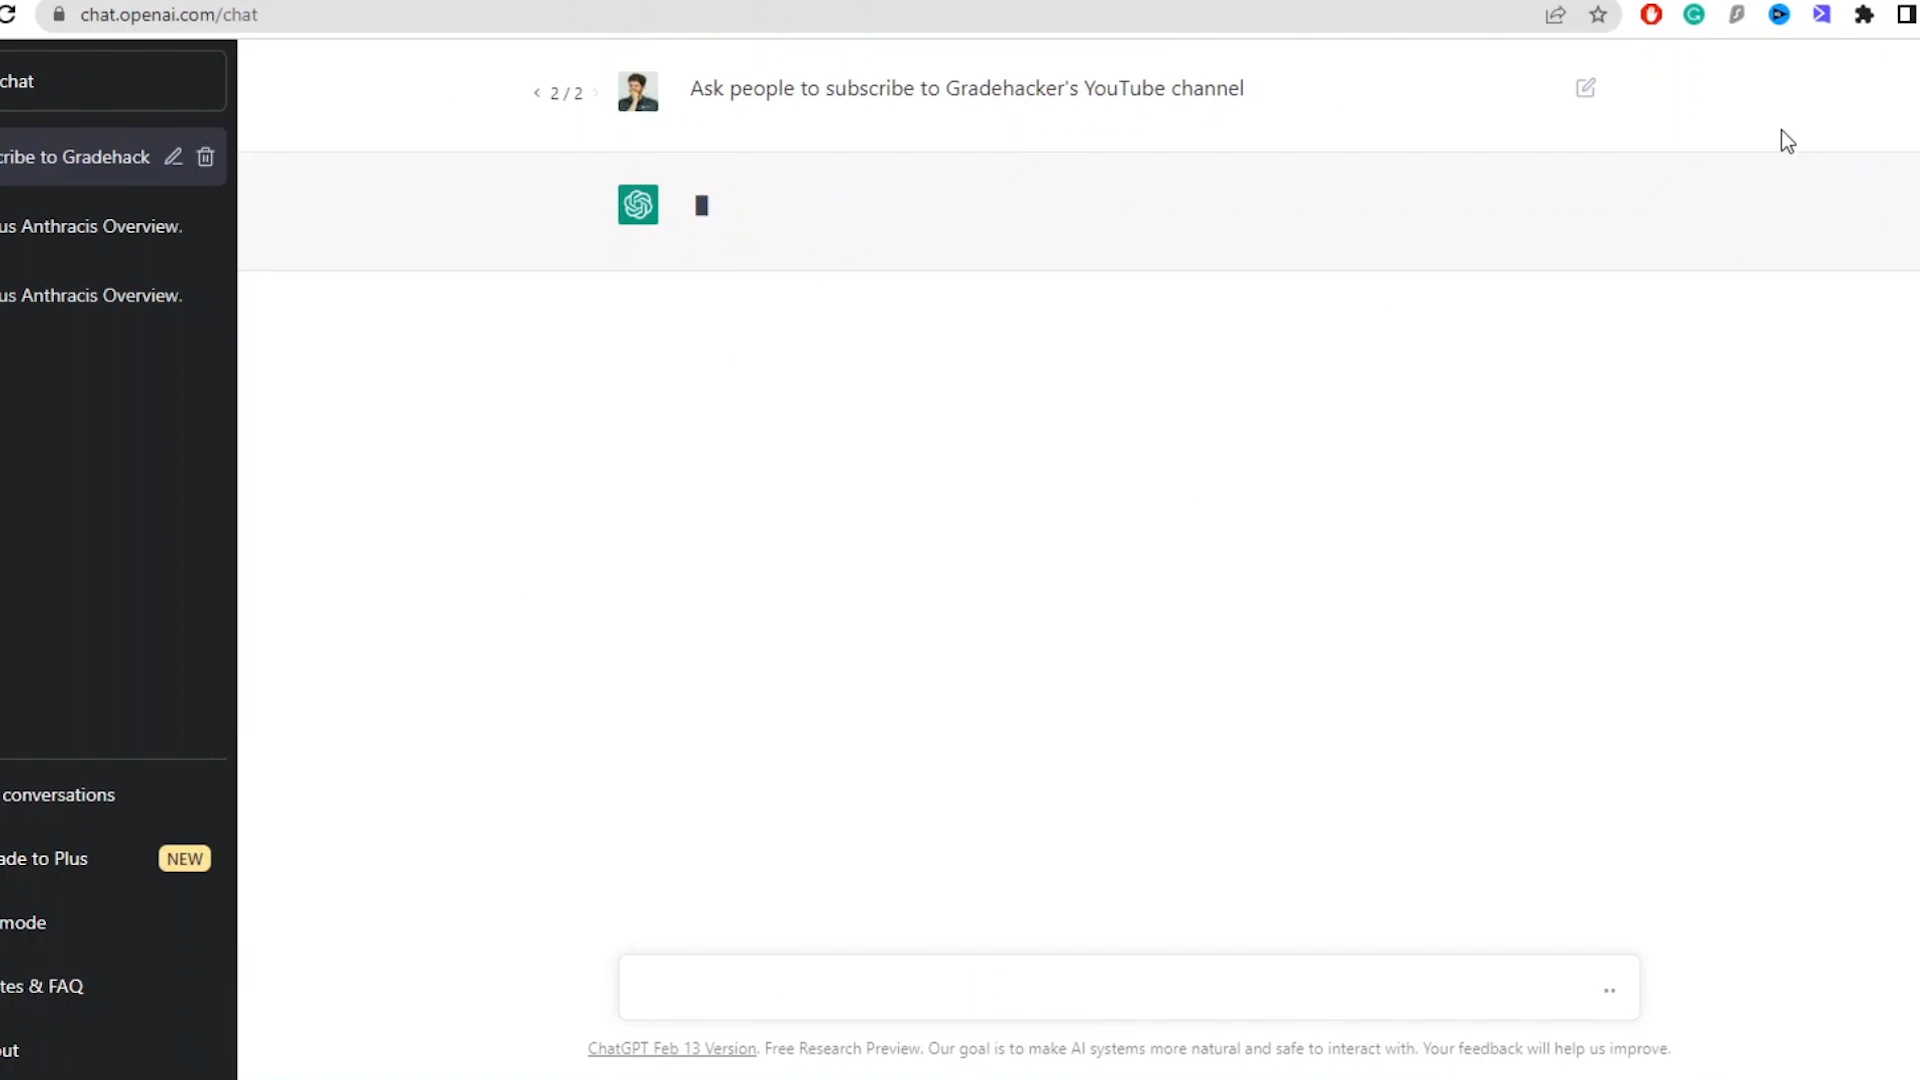 chat.openai.com/chat
chat
cribe to Gradehack
us Anthracis Overview.
us Anthracis Overview.
conversations
ade to Plus
NEW
mode
tes & FAQ
out
< 2 / 2 >
Ask people to subscribe to Gradehacker's YouTube channel
ChatGPT Feb 13 Version. Free Research Preview. Our goal is to make AI systems more natural and safe to interact with. Your feedback will help us improve.